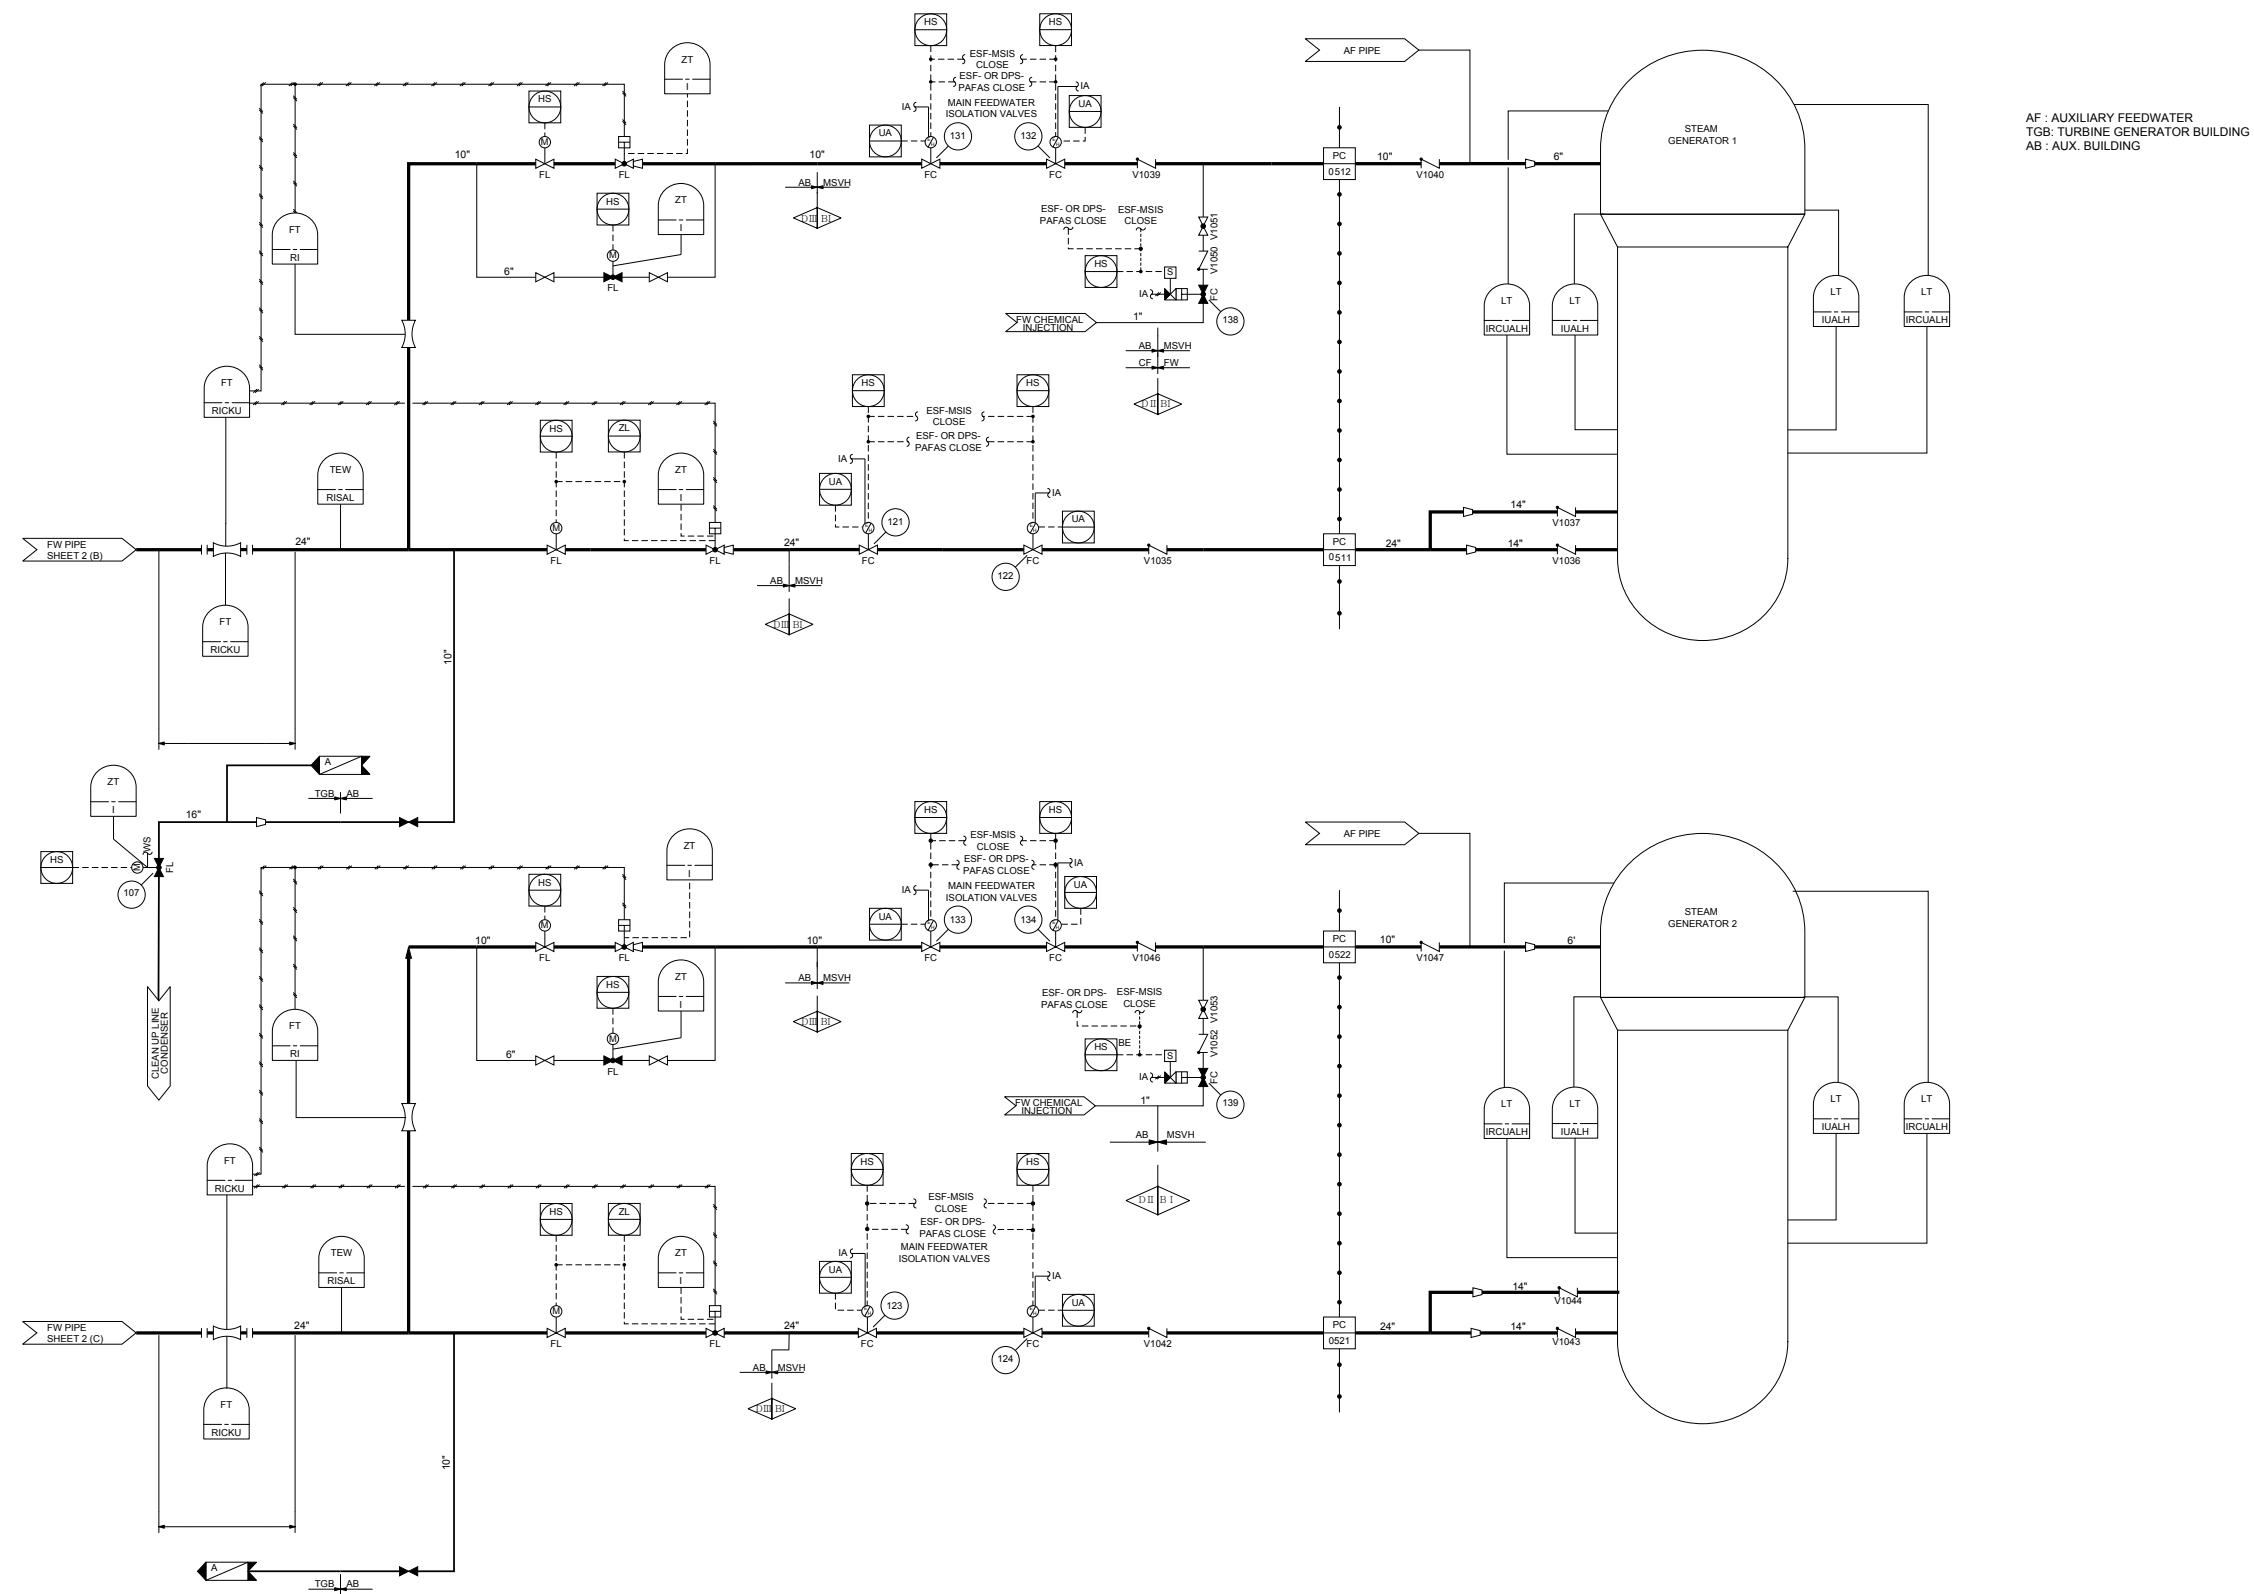 HS
HS
ZT
ESF-MSIS
CLOSE
ESF- OR DPS-
PAFAS CLOSE
MAIN FEEDWATER
ISOLATION VALVES
IA
IA
HS
UA
UA
M
131
132
10"
FL
FL
10"
FC
FC
V1039
AF PIPE
PC
0512
10"
V1040
6"
STEAM
GENERATOR 1
AF : AUXILIARY FEEDWATER
TGB: TURBINE GENERATOR BUILDING
AB : AUX. BUILDING
FT
RI
HS
ZT
I
M
6"
FL
AB
MSVH
DIII
BI
ESF- OR DPS-
PAFAS CLOSE
ESF-MSIS
CLOSE
V1051
V1050
HS
S
IA
FC
FW CHEMICAL
INJECTION
1"
138
AB
MSVH
CF
FW
DII
BI
LT
IRCUALH
LT
IUALH
LT
IUALH
LT
IRCUALH
FT
RICKU
HS
HS
ESF-MSIS
CLOSE
ESF- OR DPS-
PAFAS CLOSE
HS
ZL
ZT
I
TEW
RISAL
IA
IA
UA
UA
M
121
FW PIPE
SHEET 2 (B)
24"
FL
FL
24"
FC
FC
122
V1035
PC
0511
24"
14"
V1037
14"
V1036
AB
MSVH
DIII
BI
FT
RICKU
10"
A
TGB
AB
ZT
I
16"
HS
M
WS
FL
107
CLEAN UP LINE
CONDENSER
HS
HS
ZT
I
ESF-MSIS
CLOSE
ESF- OR DPS-
PAFAS CLOSE
MAIN FEEDWATER
ISOLATION VALVES
IA
IA
HS
UA
UA
M
133
134
10"
FL
FL
10"
FC
FC
V1046
AF PIPE
PC
0522
10"
V1047
6'
STEAM
GENERATOR 2
FT
RI
HS
ZT
I
M
6"
FL
AB
MSVH
DIII
BI
ESF- OR DPS-
PAFAS CLOSE
ESF-MSIS
CLOSE
V1053
V1052
HS
BE
S
IA
FC
FW CHEMICAL
INJECTION
1"
139
AB
MSVH
DII
BI
LT
IRCUALH
LT
IUALH
LT
IUALH
LT
IRCUALH
FT
RICKU
HS
HS
ESF-MSIS
CLOSE
ESF- OR DPS-
PAFAS CLOSE
MAIN FEEDWATER
ISOLATION VALVES
HS
ZL
ZT
I
TEW
RISAL
IA
IA
UA
UA
M
123
FW PIPE
SHEET 2 (C)
24"
FL
FL
24"
FC
FC
124
V1042
PC
0521
24"
14"
V1044
14"
V1043
AB
MSVH
DIII
BI
FT
RICKU
10"
A
TGB
AB